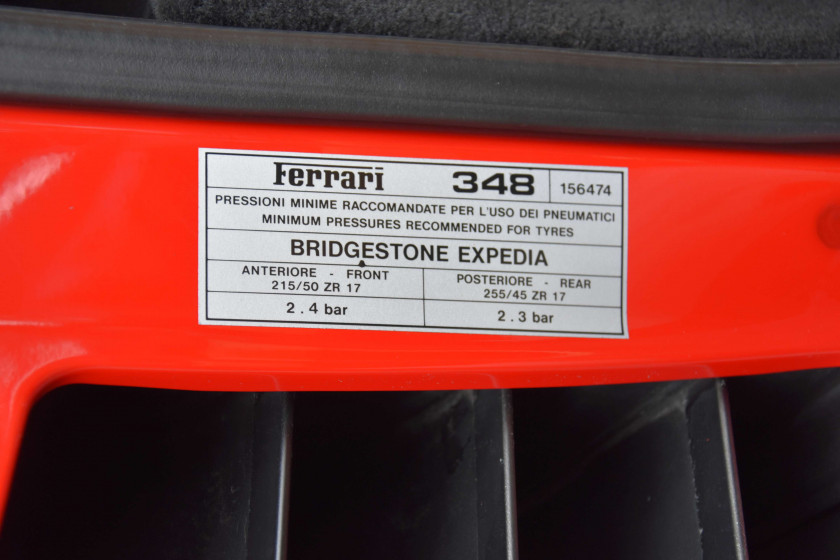 Ferrari 348 156474
PRESSIONI MINIME RACCOMANDATE PER L'USO DEI PNEUMATICI
MINIMUM PRESSURES RECOMMENDED FOR TYRES
BRIDGESTONE EXPEDIA
ANTERIORE - FRONT
215/50 ZR 17
POSTERIORE - REAR
255/45 ZR 17
2.4 bar
2.3 bar